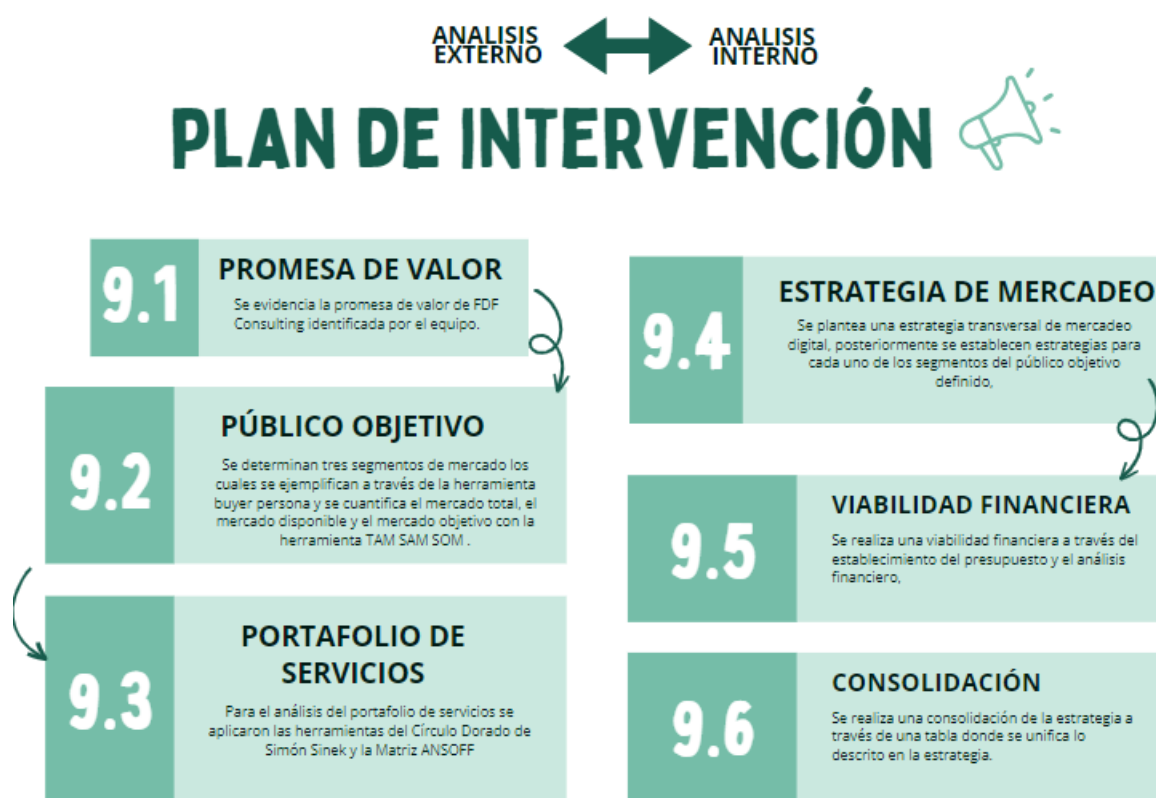 ANALISIS
EXTERNO
ANALISIS
INTERNO
PLAN DE INTERVENCIÓN
9.1
PROMESA DE VALOR
Se evidencia la promesa de valor de FDF
Consulting identificada por el equipo.
9.2
PÚBLICO OBJETIVO
Se determinan tres segmentos de mercado los
cuales se ejemplifican a través de la herramienta
buyer persona y se cuantifica el mercado total, el
mercado disponible y el mercado objetivo con la
herramienta TAM SAM SOM .
9.3
PORTAFOLIO DE
SERVICIOS
Para el análisis del portafolio de servicios se
aplicaron las herramientas del Círculo Dorado de
Simón Sinek y la Matriz ANSOFF
9.4
ESTRATEGIA DE MERCADEO
Se plantea una estrategia transversal de mercadeo
digital, posteriormente se establecen estrategias para
cada uno de los segmentos del público objetivo
definido,
9.5
VIABILIDAD FINANCIERA
Se realiza una viabilidad financiera a través del
establecimiento del presupuesto y el análisis
financiero,
9.6
CONSOLIDACIÓN
Se realiza una consolidación de la estrategia a
través de una tabla donde se unifica lo
descrito en la estrategia.